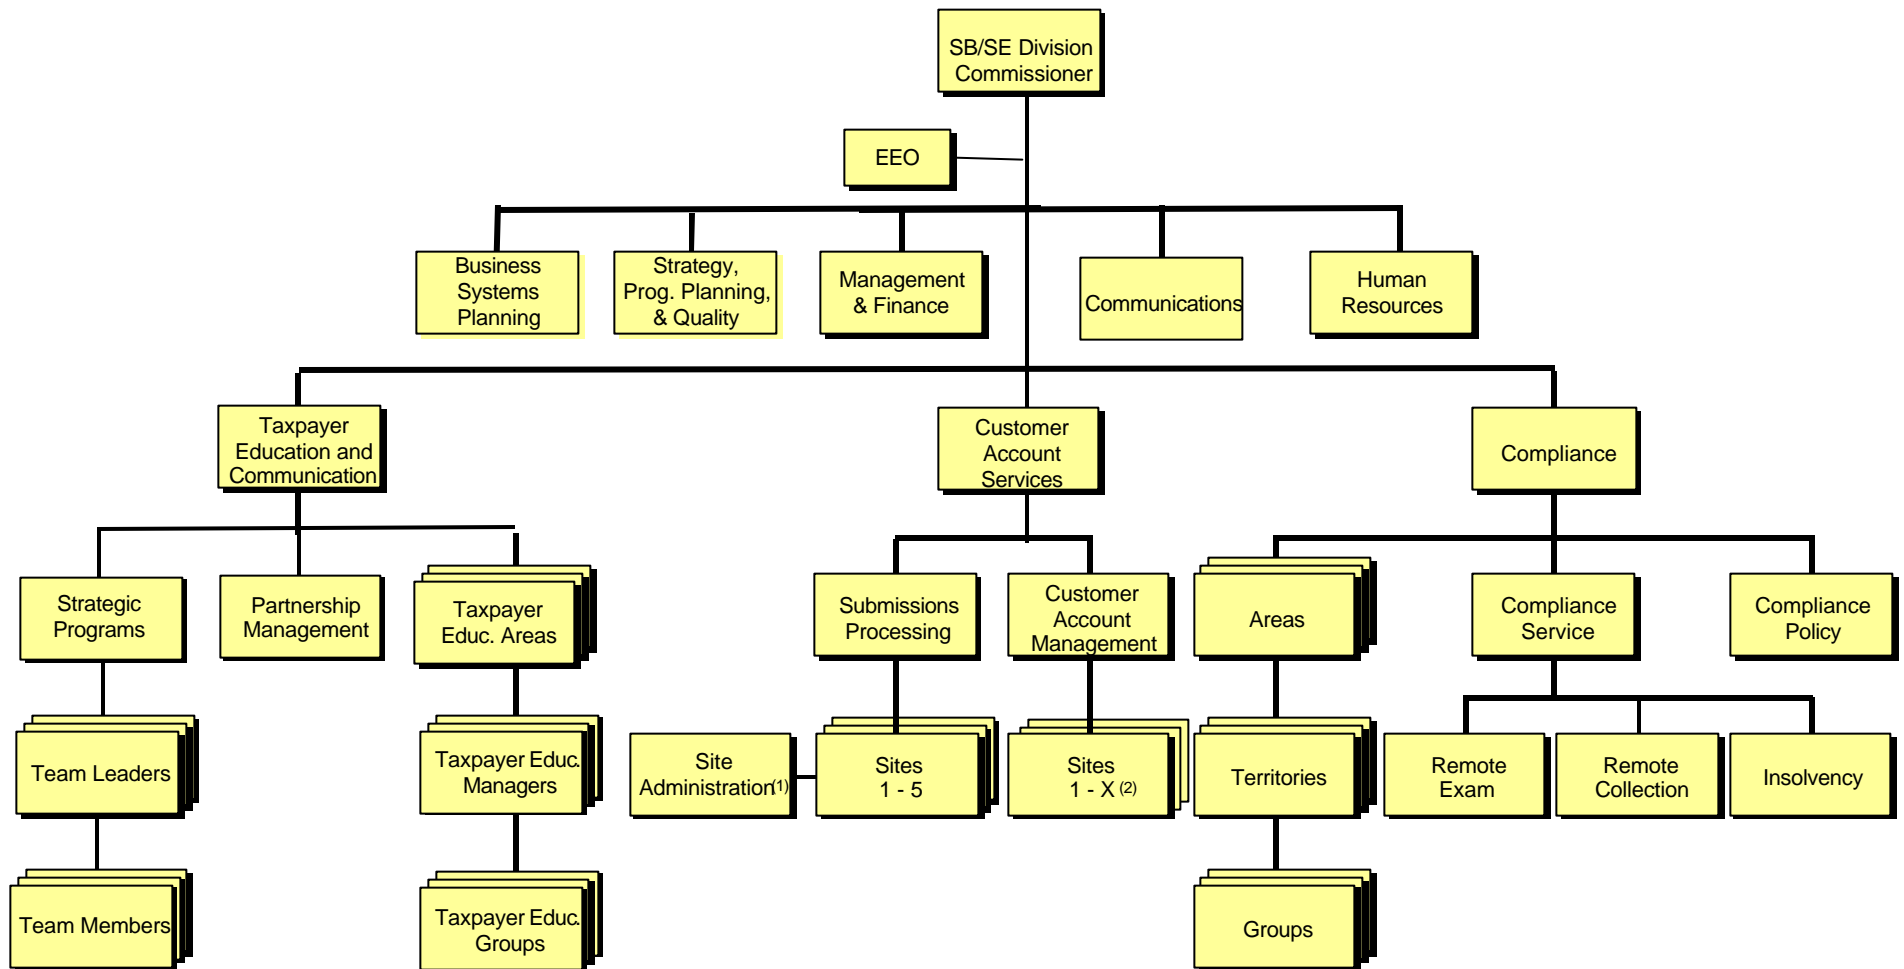 SB/SE Division
Commissioner
EEO
Business
Systems
Planning
Strategy,
Prog. Planning,
& Quality
Management
& Finance
Communications
Human
Resources
Taxpayer
Education and
Communication
Customer
Account
Services
Compliance
Strategic
Programs
Partnership
Management
Taxpayer
Educ. Areas
Submissions
Processing
Customer
Account
Management
Areas
Compliance
Service
Compliance
Policy
Team Leaders
Taxpayer Educ.
Managers
Site
Administration(1)
Sites
1 - 5
Sites
1 - X (2)
Territories
Remote
Exam
Remote
Collection
Insolvency
Team Members
Taxpayer Educ.
Groups
Groups